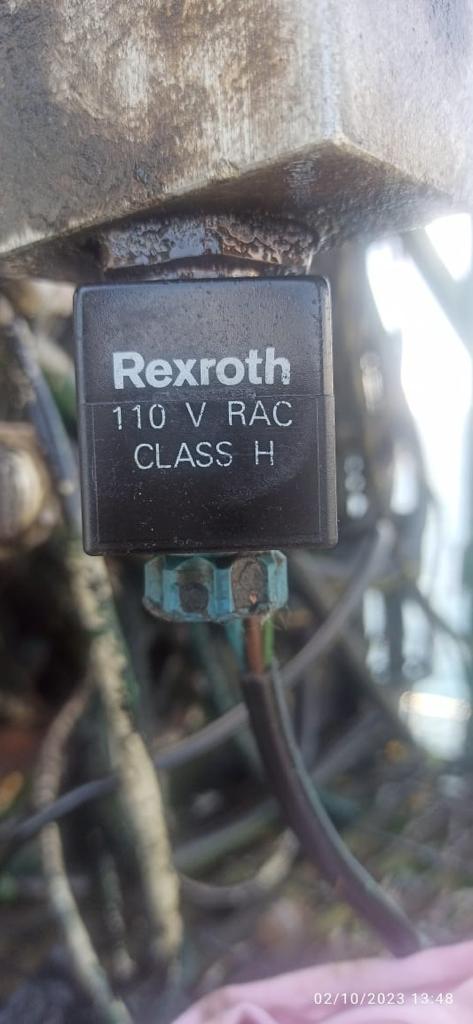 Rexroth
110 V RAC
CLASS H
02/10/2023 13:48